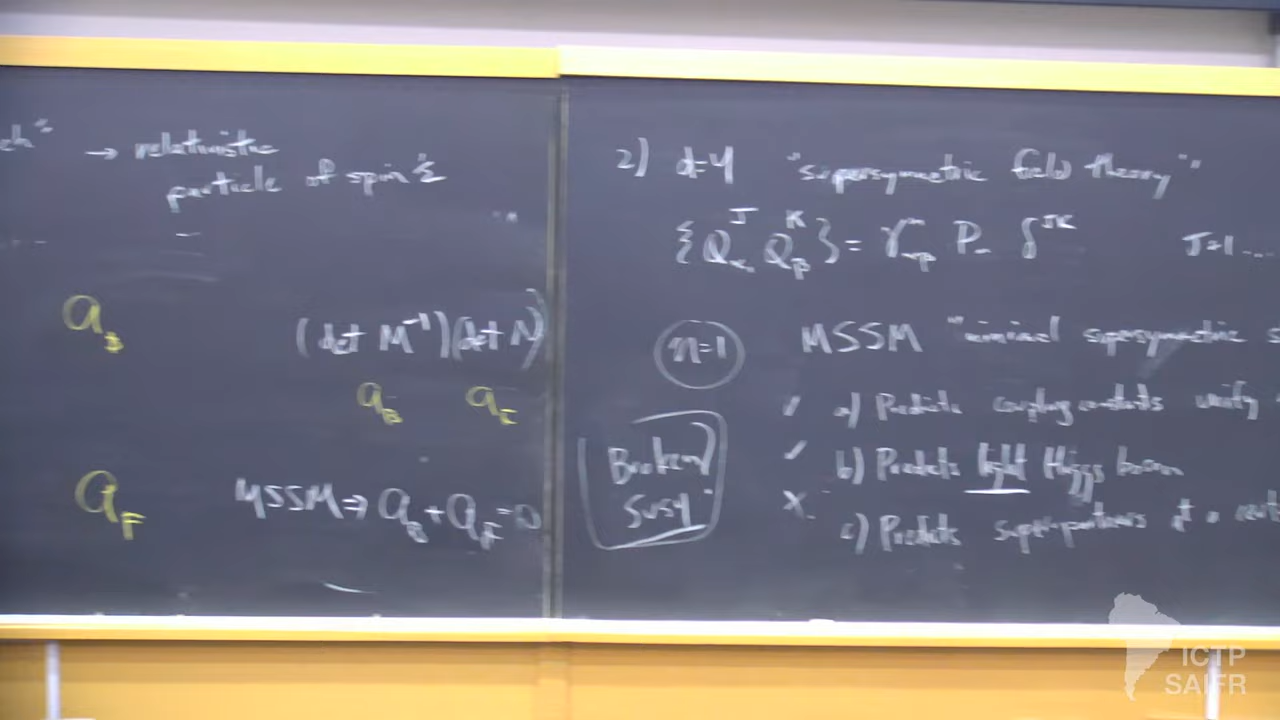 → relativistic
particle of spin ½"
a_B
(det M⁻¹)(det N)
a_B a_F
a_F MSSM ⇒ a_B + a_F = 0
2) d=4 "supersymmetric field theory"
{Q_α^J Q_β^K} = γ^m_αβ P_m δ^JK J=1...
n=1 MSSM "minimal supersymmetric
✓ a) Predicts coupling constants unify
Broken Susy
✓ b) Predicts light Higgs boson
x c) Predicts superpartners at a
ICTP
SAIFR